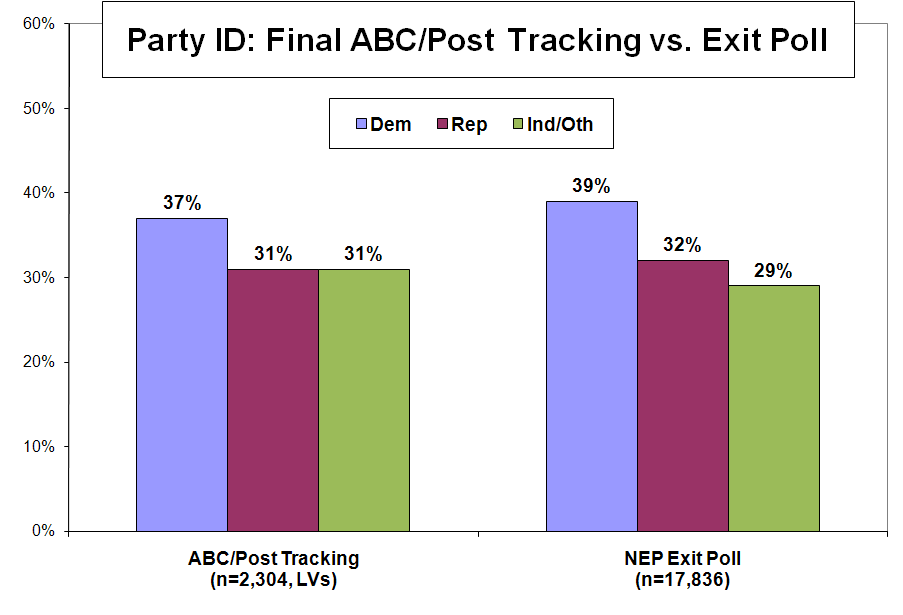 Party ID: Final ABC/Post Tracking vs. Exit Poll
Dem Rep Ind/Oth
60%
50%
40%
30%
20%
10%
0%
37%
31%
31%
39%
32%
29%
ABC/Post Tracking
(n=2,304, LVs)
NEP Exit Poll
(n=17,836)